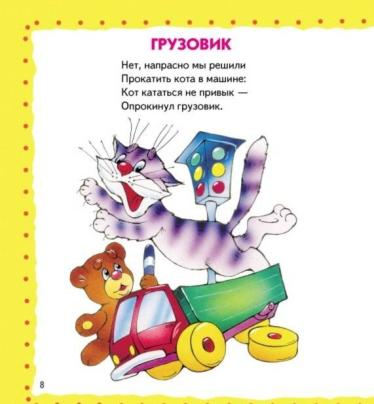 ГРУЗОВИК
Нет, напрасно мы решили
Прокатить кота в машине:
Кот кататься не привык —
Опрокинул грузовик.
8